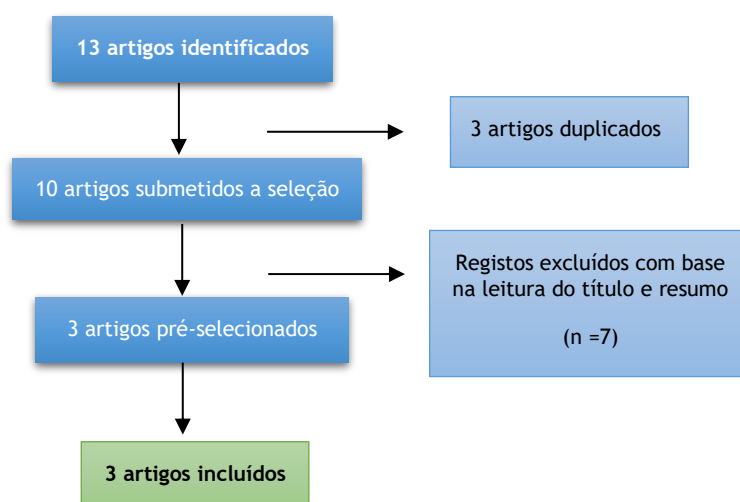 13 artigos identificados
3 artigos duplicados
10 artigos submetidos a seleção
Registos excluídos com base
na leitura do título e resumo
(n =7)
3 artigos pré-selecionados
3 artigos incluídos